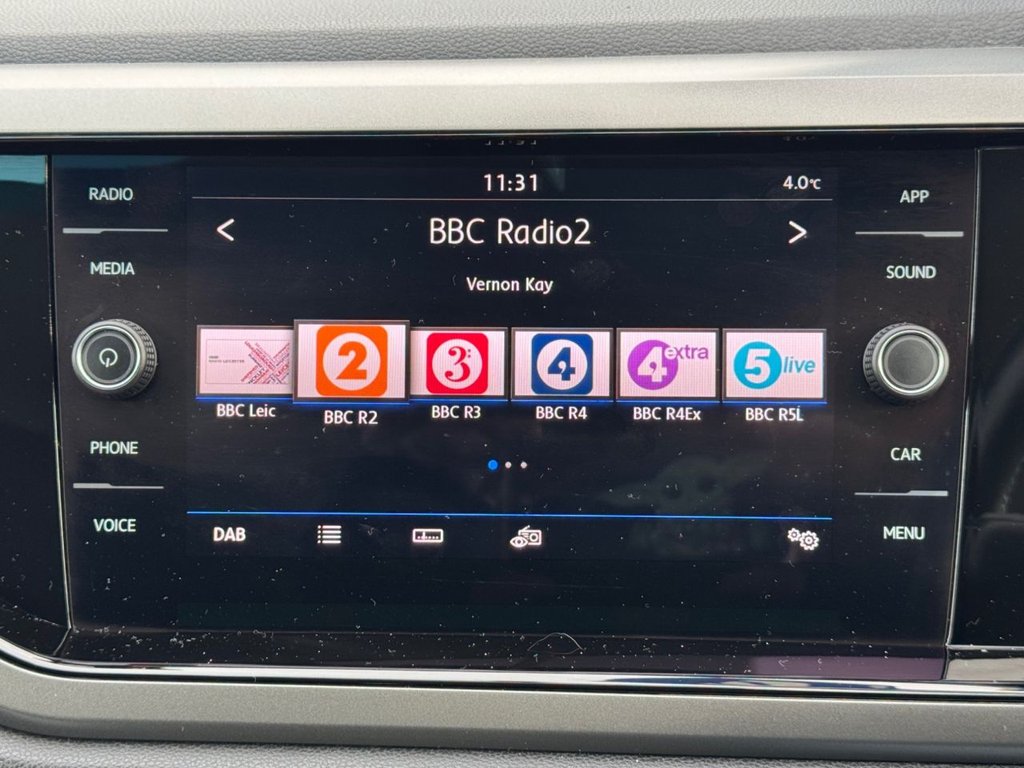 RADIO
MEDIA
PHONE
VOICE
11:31
4.0°C
<
BBC Radio2
>
Vernon Kay
2
3
4
4 extra
5 live
BBC Leic
BBC R2
BBC R3
BBC R4
BBC R4Ex
BBC R5L
DAB
APP
SOUND
CAR
MENU